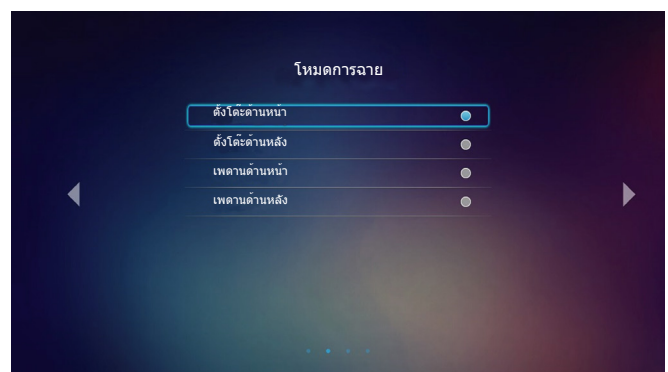 โหมดการฉาย
ตั้งโต๊ะด้านหน้า
ตั้งโต๊ะด้านหลัง
เพดานด้านหน้า
เพดานด้านหลัง